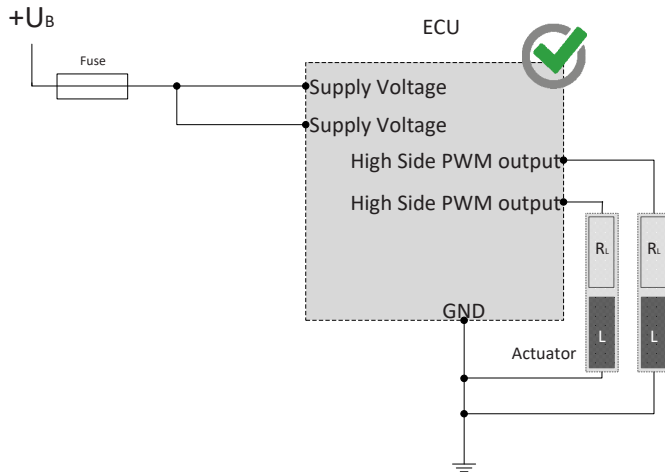 +UB
ECU
Fuse
Supply Voltage
Supply Voltage
High Side PWM output
High Side PWM output
RL
RL
GND
L
L
Actuator